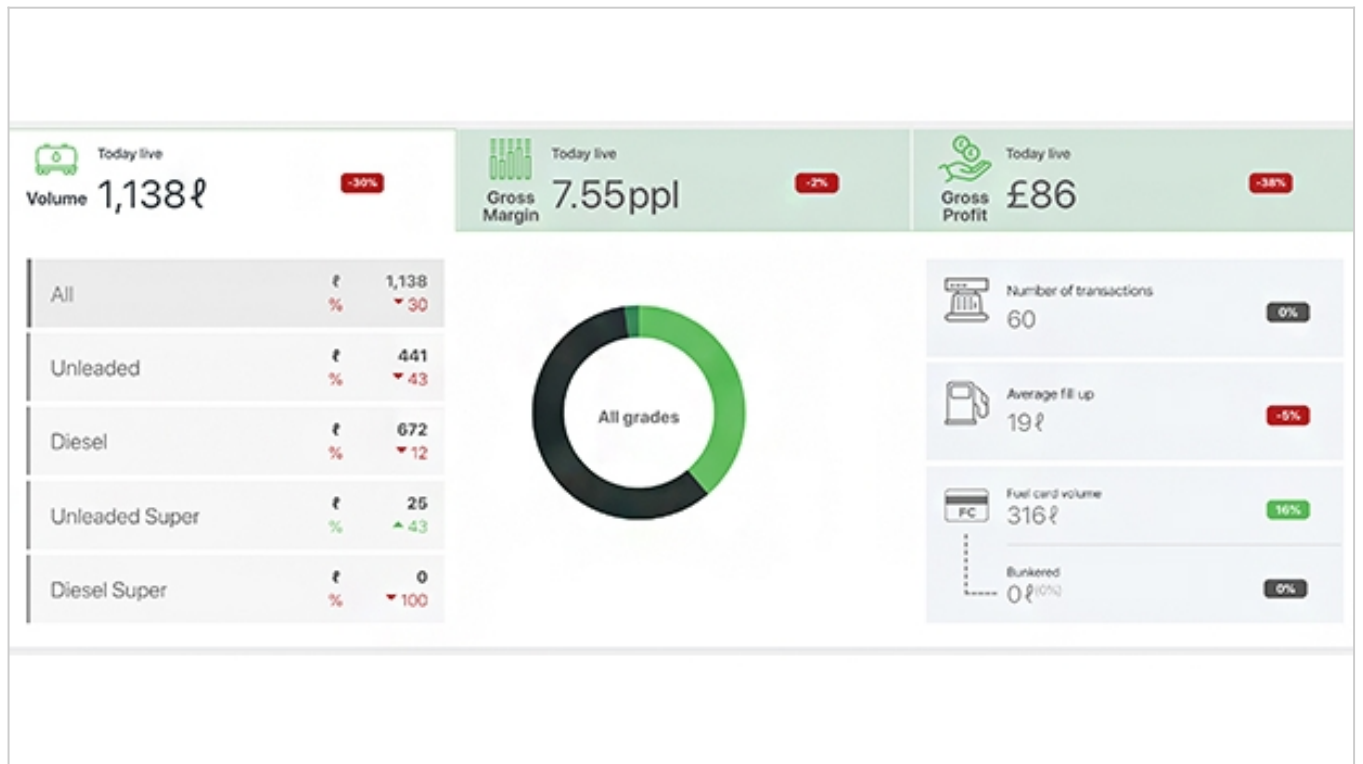 Today live
Volume 1,138ℓ
-30%
Today live
Gross Margin 7.55ppl
-2%
Today live
Gross Profit £86
-38%
All ℓ 1,138
% ▼ 30
Unleaded ℓ 441
% ▼ 43
Diesel ℓ 672
% ▼ 12
Unleaded Super ℓ 25
% ▲ 43
Diesel Super ℓ 0
% ▼ 100
All grades
Number of transactions
60
0%
Average fill up
19ℓ
-5%
FC
Fuel card volume
316ℓ
16%
Bunkered
0ℓ(0%)
0%